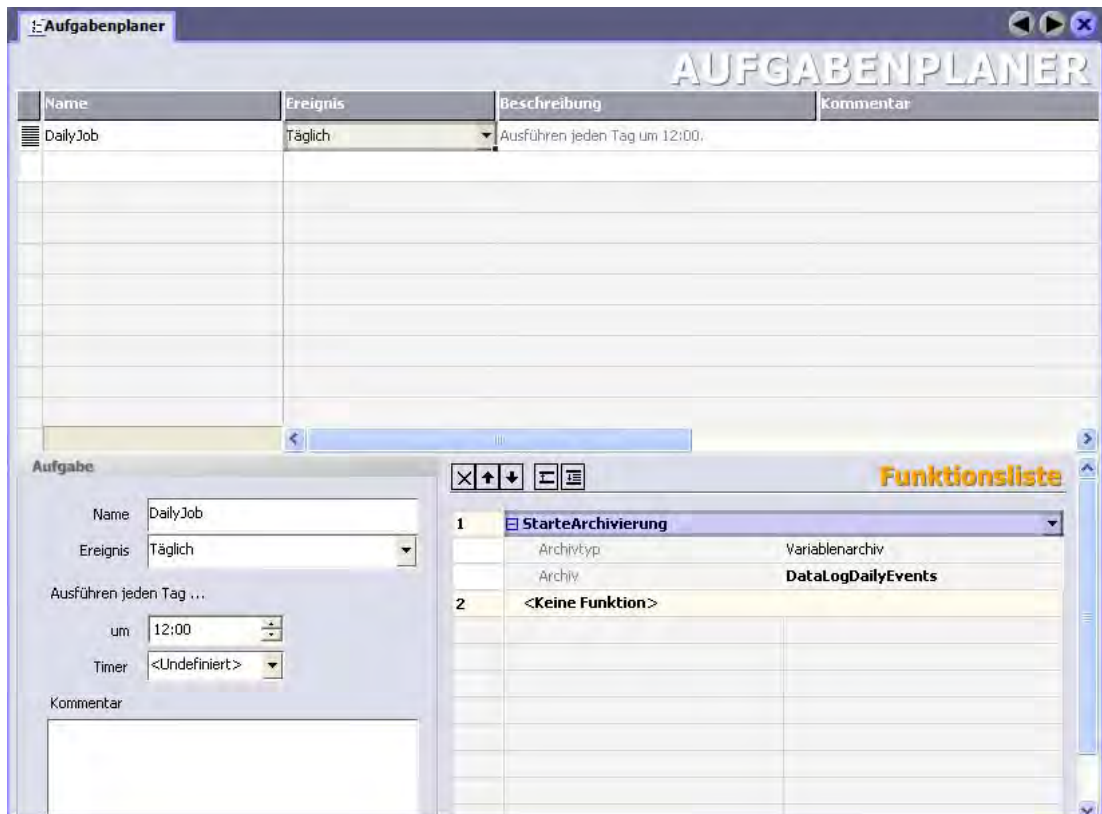 Aufgabenplaner
AUFGABENPLANER
Name Ereignis Beschreibung Kommentar
DailyJob Täglich Ausführen jeden Tag um 12:00.
Aufgabe
Name DailyJob
Ereignis Täglich
Ausführen jeden Tag ...
um 12:00
Timer <Undefiniert>
Kommentar
Funktionsliste
1 StarteArchivierung
Archivtyp Variablenarchiv
Archiv DataLogDailyEvents
2 <Keine Funktion>